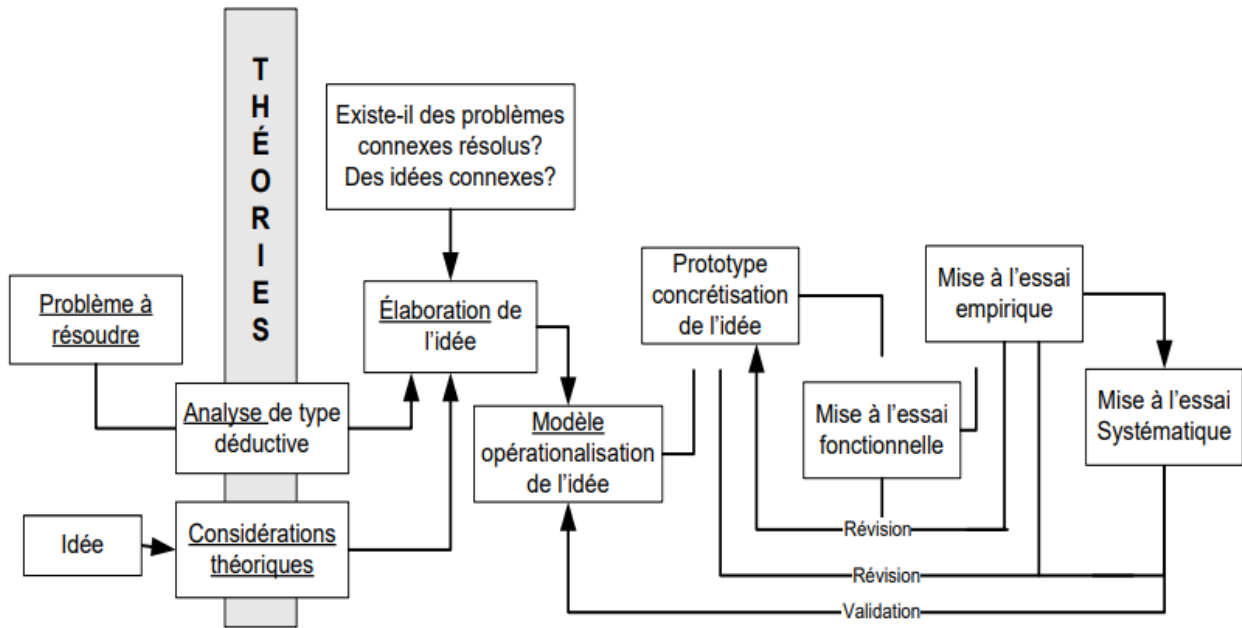 THÉORIES
Existe-il des problèmes
connexes résolus?
Des idées connexes?
Problème à
résoudre
Élaboration de
l'idée
Prototype
concrétisation
de l'idée
Mise à l'essai
empirique
Analyse de type
déductive
Modèle
opérationalisation
de l'idée
Mise à l'essai
fonctionnelle
Mise à l'essai
Systématique
Idée
Considérations
théoriques
Révision
Révision
Validation